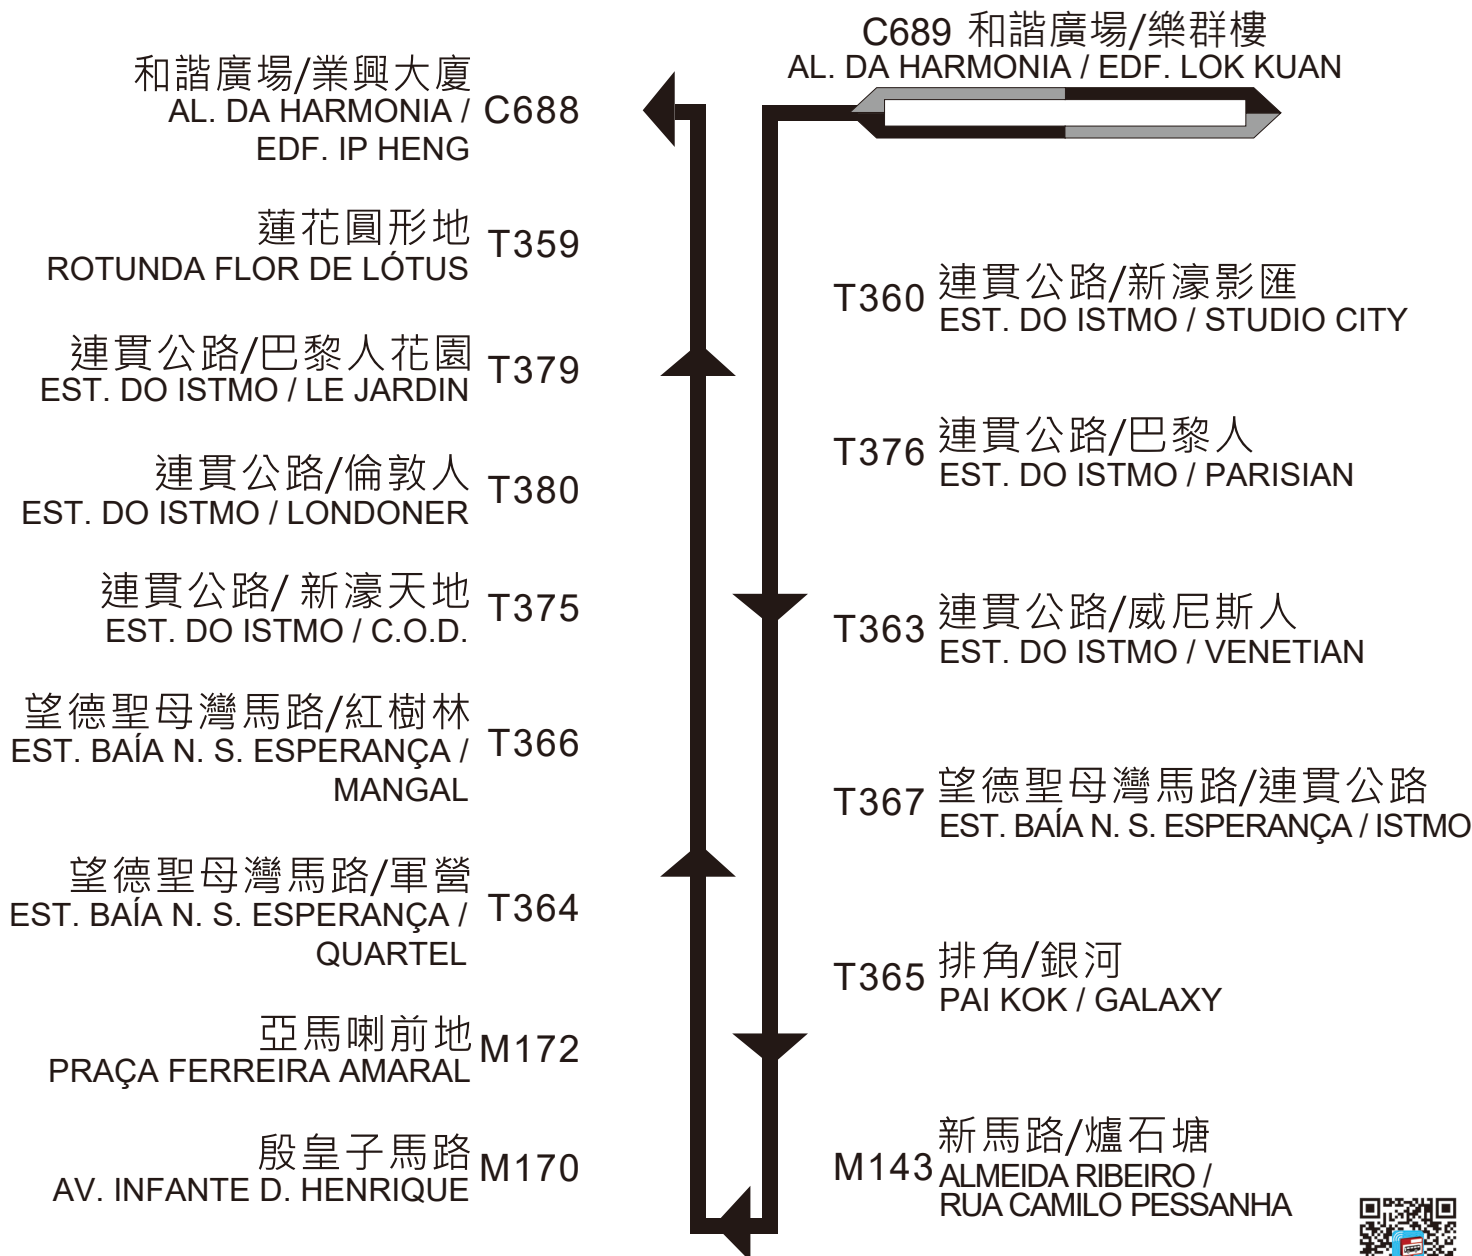 和諧廣場/業興大廈
AL. DA HARMONIA / C688
EDF. IP HENG
蓮花圓形地
ROTUNDA FLOR DE LÓTUS T359
連貫公路/巴黎人花園
EST. DO ISTMO / LE JARDIN T379
連貫公路/倫敦人
EST. DO ISTMO / LONDONER T380
連貫公路/ 新濠天地
EST. DO ISTMO / C.O.D. T375
望德聖母灣馬路/紅樹林
EST. BAÍA N. S. ESPERANÇA / T366
MANGAL
望德聖母灣馬路/軍營
EST. BAÍA N. S. ESPERANÇA / T364
QUARTEL
亞馬喇前地
PRAÇA FERREIRA AMARAL M172
殷皇子馬路
AV. INFANTE D. HENRIQUE M170
C689 和諧廣場/樂群樓
AL. DA HARMONIA / EDF. LOK KUAN
T360 連貫公路/新濠影匯
EST. DO ISTMO / STUDIO CITY
T376 連貫公路/巴黎人
EST. DO ISTMO / PARISIAN
T363 連貫公路/威尼斯人
EST. DO ISTMO / VENETIAN
T367 望德聖母灣馬路/連貫公路
EST. BAÍA N. S. ESPERANÇA / ISTMO
T365 排角/銀河
PAI KOK / GALAXY
M143 新馬路/爐石塘
ALMEIDA RIBEIRO /
RUA CAMILO PESSANHA